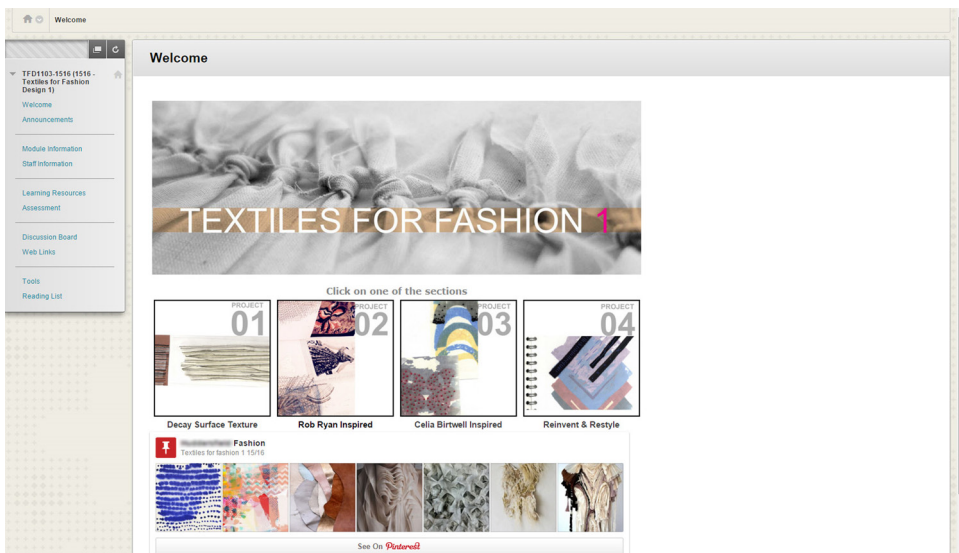 Welcome
TFD1103-1516 (1516 -
Textiles for Fashion
Design 1)
Welcome
Announcements
Module Information
Staff Information
Learning Resources
Assessment
Discussion Board
Web Links
Tools
Reading List
Welcome
TEXTILES FOR FASHION 1
Click on one of the sections
PROJECT
01
PROJECT
02
PROJECT
03
PROJECT
04
Decay Surface Texture
Rob Ryan Inspired
Celia Birtwell Inspired
Reinvent & Restyle
Fashion
Textiles for fashion 1 15/16
See On Pinterest